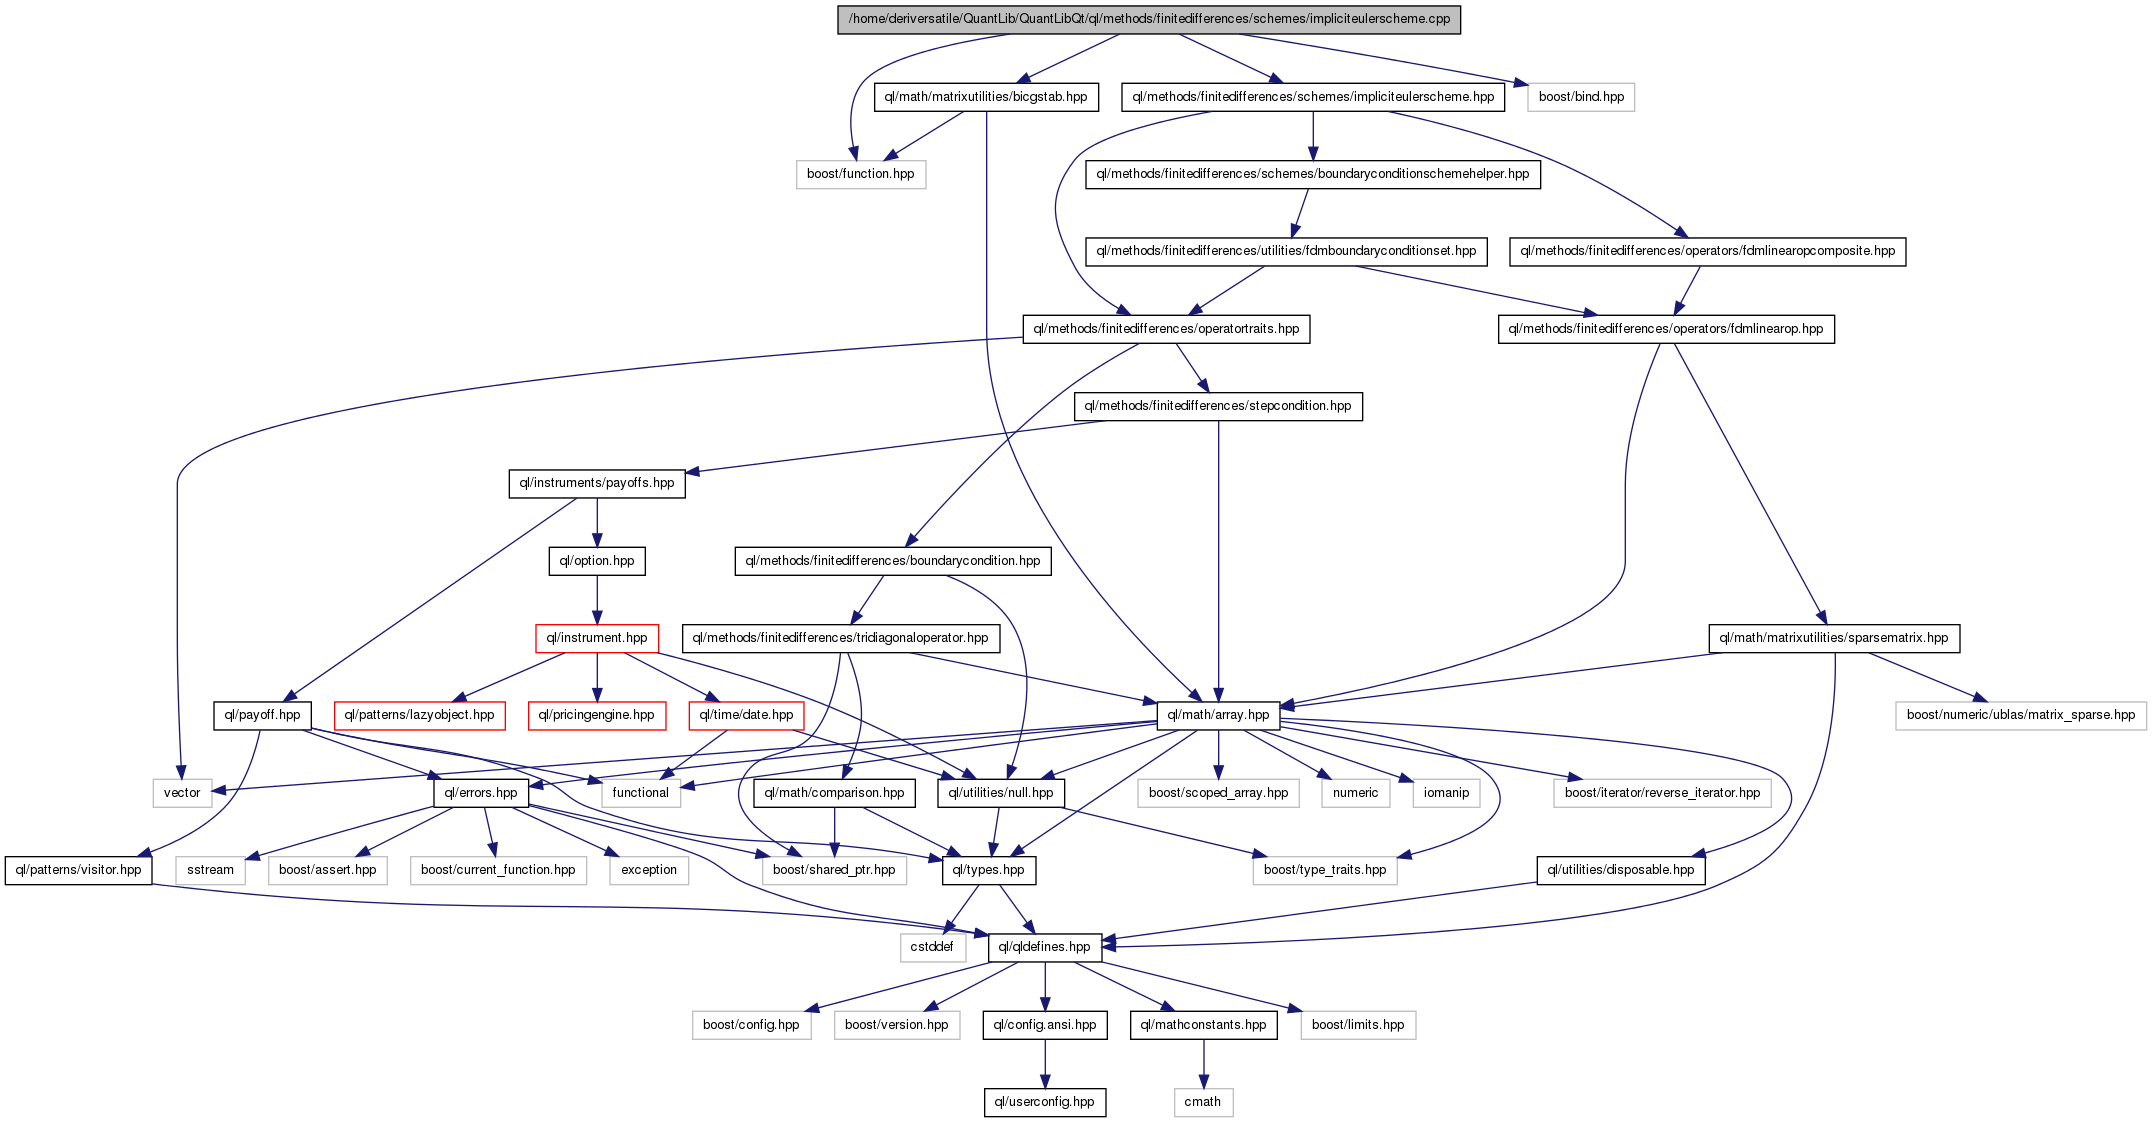 /home/deriversatile/QuantLib/QuantLibQt/ql/methods/finitedifferences/schemes/impliciteulerscheme.cpp
ql/math/matrixutilities/bicgstab.hpp
ql/methods/finitedifferences/schemes/impliciteulerscheme.hpp
boost/bind.hpp
boost/function.hpp
ql/methods/finitedifferences/schemes/boundaryconditionschemehelper.hpp
ql/methods/finitedifferences/utilities/fdmboundaryconditionset.hpp
ql/methods/finitedifferences/operators/fdmlinearopcomposite.hpp
ql/methods/finitedifferences/operatortraits.hpp
ql/methods/finitedifferences/operators/fdmlinearop.hpp
ql/methods/finitedifferences/stepcondition.hpp
ql/instruments/payoffs.hpp
ql/option.hpp
ql/methods/finitedifferences/boundarycondition.hpp
ql/instrument.hpp
ql/methods/finitedifferences/tridiagonaloperator.hpp
ql/math/matrixutilities/sparsematrix.hpp
ql/payoff.hpp
ql/patterns/lazyobject.hpp
ql/pricingengine.hpp
ql/time/date.hpp
ql/math/array.hpp
boost/numeric/ublas/matrix_sparse.hpp
vector
ql/errors.hpp
functional
ql/math/comparison.hpp
ql/utilities/null.hpp
boost/scoped_array.hpp
numeric
iomanip
boost/iterator/reverse_iterator.hpp
ql/patterns/visitor.hpp
sstream
boost/assert.hpp
boost/current_function.hpp
exception
boost/shared_ptr.hpp
ql/types.hpp
boost/type_traits.hpp
ql/utilities/disposable.hpp
cstddef
ql/qldefines.hpp
boost/config.hpp
boost/version.hpp
ql/config.ansi.hpp
ql/mathconstants.hpp
boost/limits.hpp
ql/userconfig.hpp
cmath